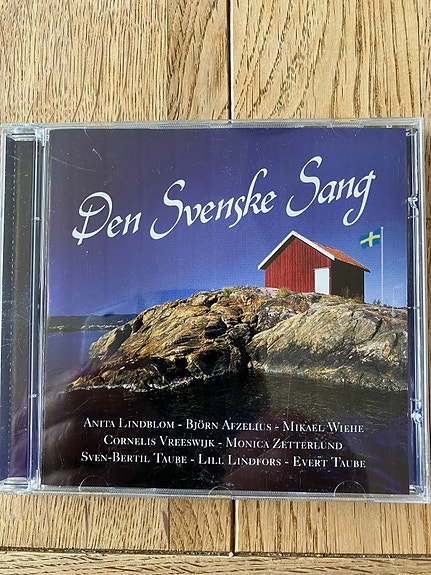 Den Svenske Sang
Anita Lindblom - Björn Afzelius - Mikael Wiehe
Cornelis Vreeswijk - Monica Zetterlund
Sven-Bertil Taube - Lill Lindfors - Evert Taube